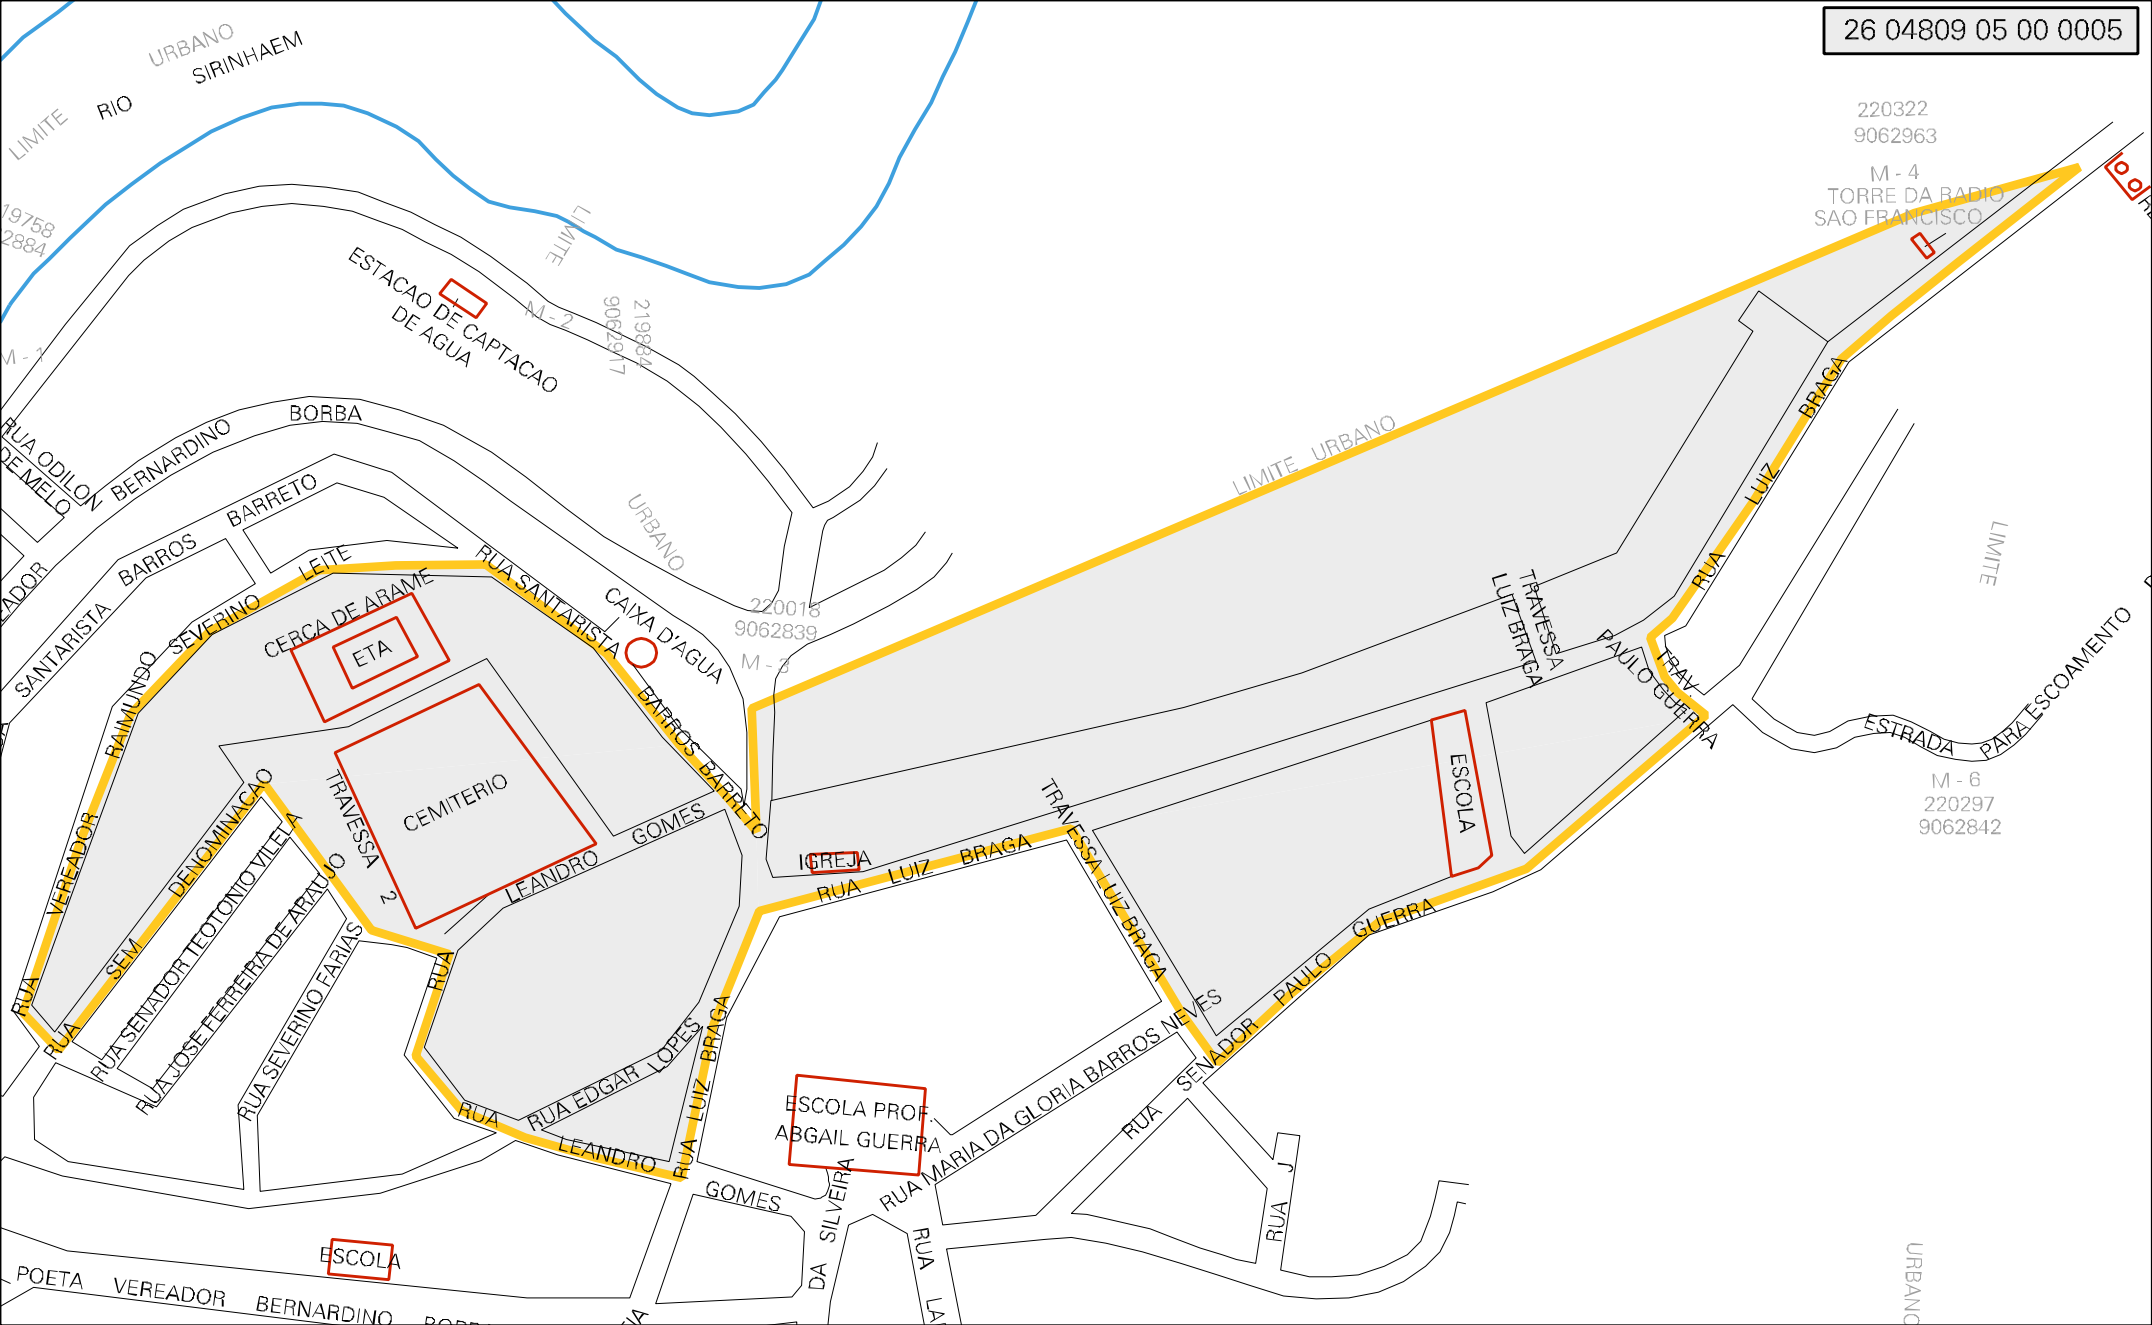 26 04809 05 00 0005
LIMITE URBANO
RIO SIRINHAEM
220322
9062963
M - 4
TORRE DA RADIO
SAO FRANCISCO
19758
2884
M - 1
LIMITE URBANO
ESTACAO DE CAPTACAO
DE AGUA
M - 2
219884
9062917
RUA ODILON
DE MELO
BERNARDINO BORBA
SANTARISTA BARROS BARRETO
RUA VEREADOR RAIMUNDO SEVERINO LEITE
CERCA DE ARAME
ETA
RUA SANTARISTA BARROS BARRETO
CAIXA D'AGUA
220018
9062839
M - 3
LIMITE URBANO
TRAVESSA
LUIZ BRAGA
RUA LUIZ BRAGA
TRAV
PAULO GUERRA
LIMITE
ESTRADA PARA ESCOAMENTO
M - 6
220297
9062842
CEMITERIO
TRAVESSA 2
LEANDRO GOMES
IGREJA
RUA LUIZ BRAGA
TRAVESSA LUIZ BRAGA
ESCOLA
RUA SEM DENOMINACAO
RUA SENADOR TEOTONIO VILELA
RUA JOSE FERREIRA DE ARAUJO
RUA SEVERINO FARIAS
RUA
RUA LEANDRO GOMES
RUA EDGAR LOPES
RUA LUIZ BRAGA
RUA SENADOR PAULO GUERRA
ESCOLA PROF.
ABGAIL GUERRA
RUA MARIA DA GLORIA BARROS NEVES
DA SILVEIRA
RUA J
RUA
ESCOLA
POETA VEREADOR BERNARDINO
URBANO